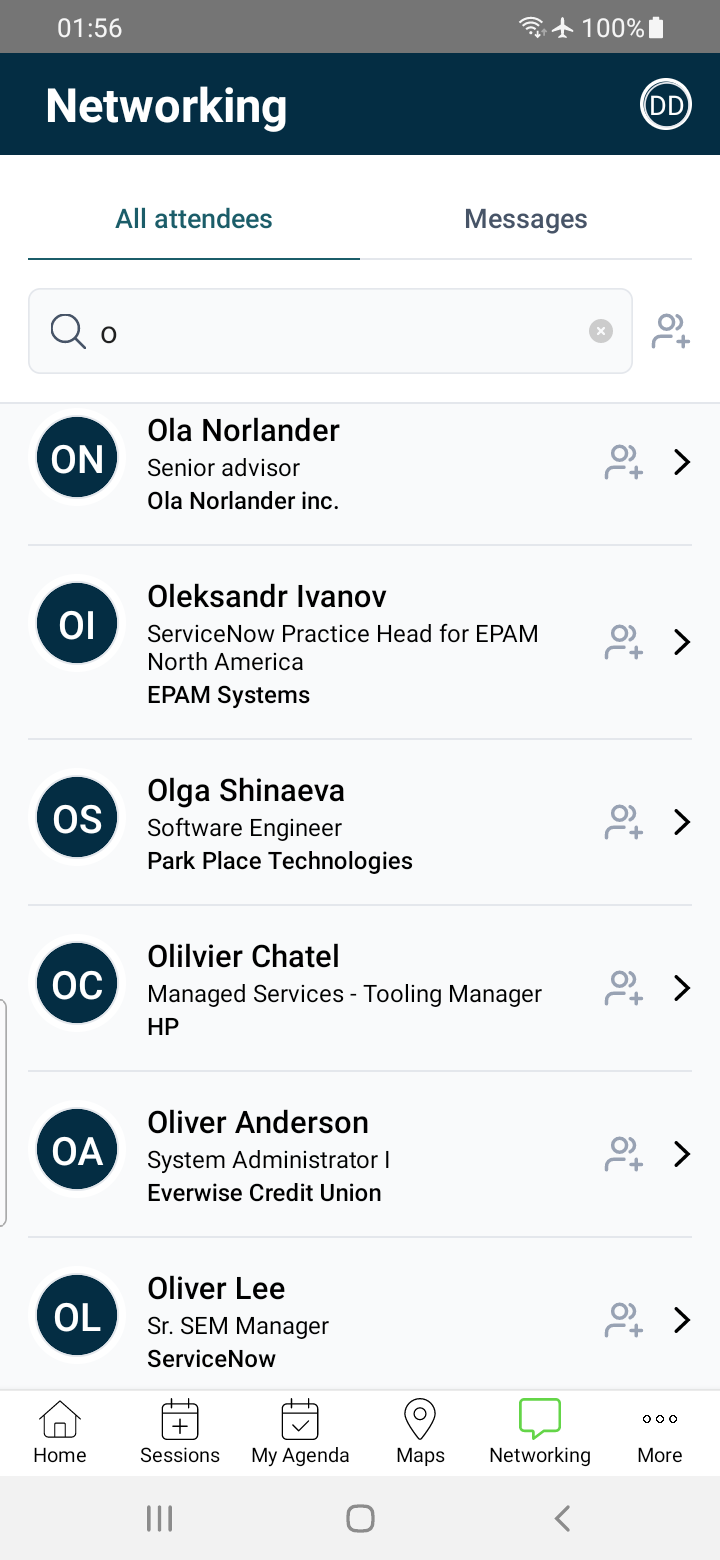 01:56
100%
Networking
DD
All attendees
Messages
o
ON
Ola Norlander
Senior advisor
Ola Norlander inc.
OI
Oleksandr Ivanov
ServiceNow Practice Head for EPAM
North America
EPAM Systems
OS
Olga Shinaeva
Software Engineer
Park Place Technologies
OC
Olilvier Chatel
Managed Services - Tooling Manager
HP
OA
Oliver Anderson
System Administrator I
Everwise Credit Union
OL
Oliver Lee
Sr. SEM Manager
ServiceNow
Home
Sessions
My Agenda
Maps
Networking
More